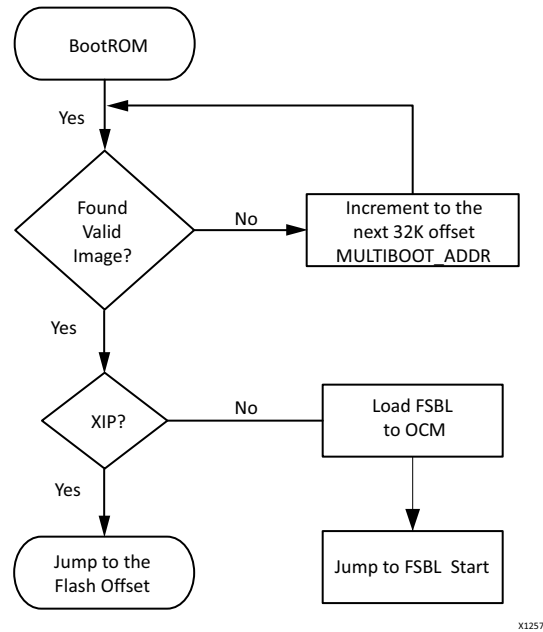 BootROM
Yes
Found
Valid
Image?
No
Increment to the
next 32K offset
MULTIBOOT_ADDR
Yes
XIP?
No
Load FSBL
to OCM
Yes
Jump to the
Flash Offset
Jump to FSBL Start
X1257